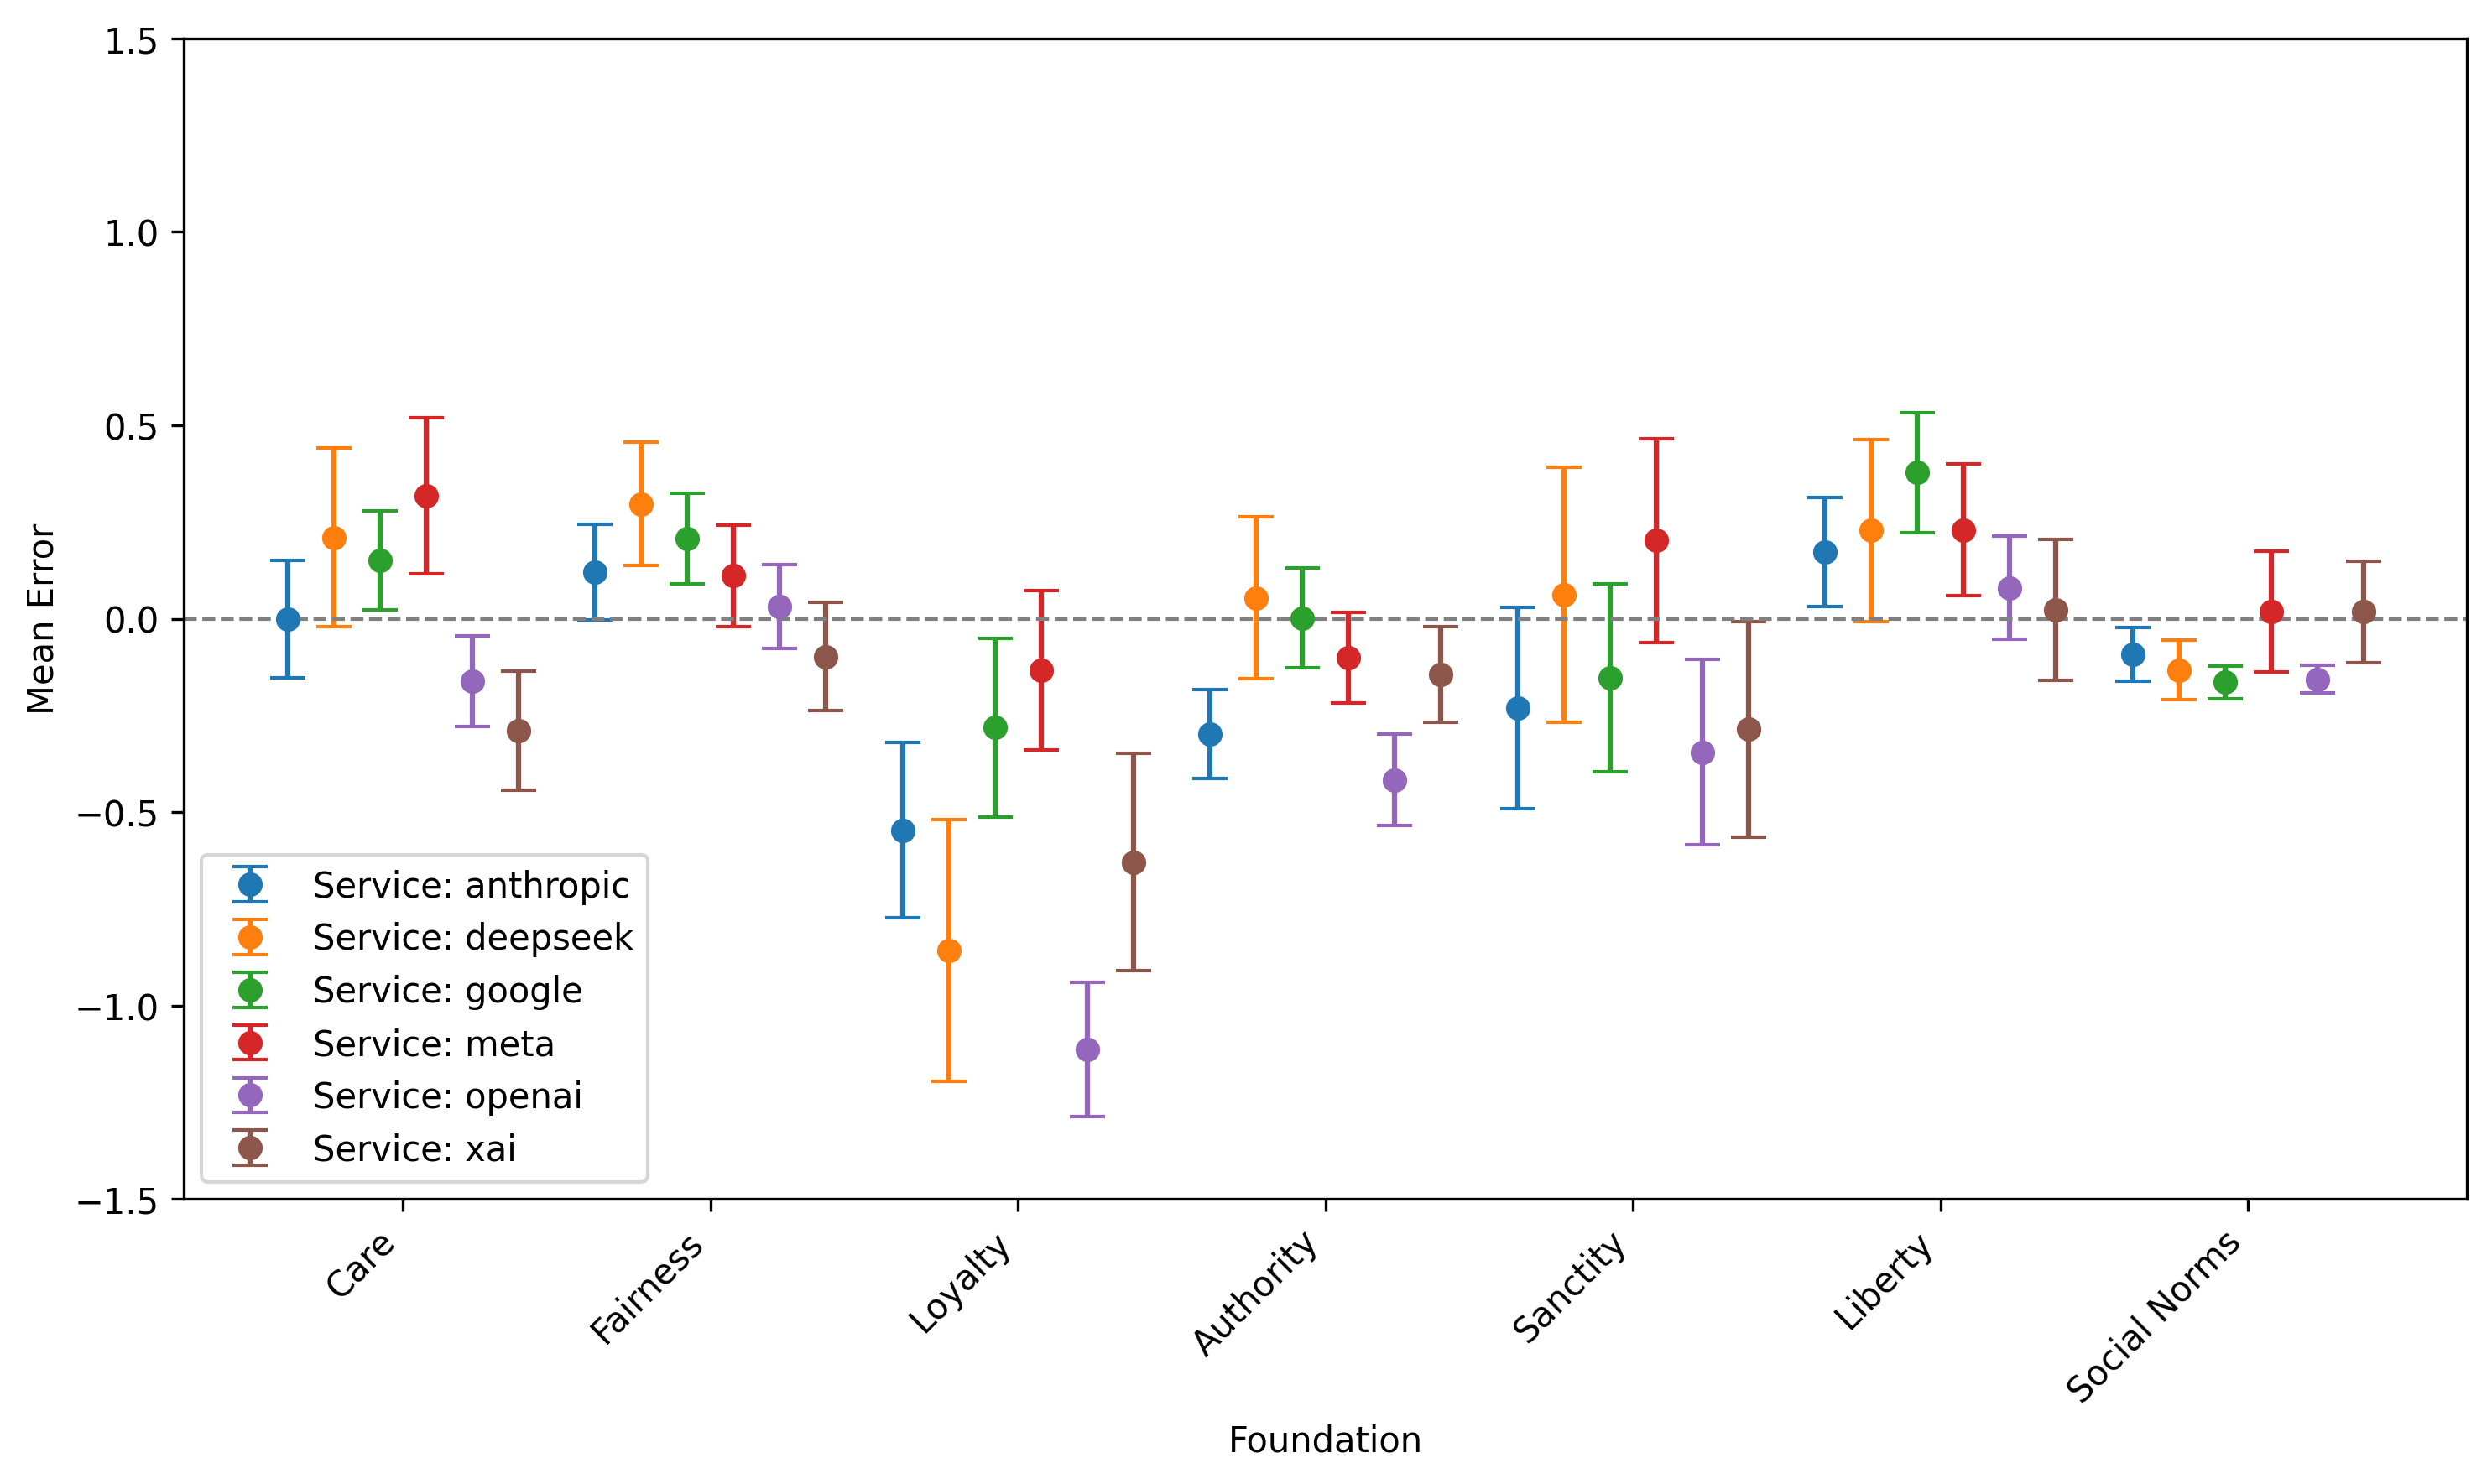 1.5
1.0
0.5
0.0
−0.5
−1.0
−1.5
Mean Error
Service: anthropic
Service: deepseek
Service: google
Service: meta
Service: openai
Service: xai
Care
Fairness
Loyalty
Authority
Sanctity
Liberty
Social Norms
Foundation